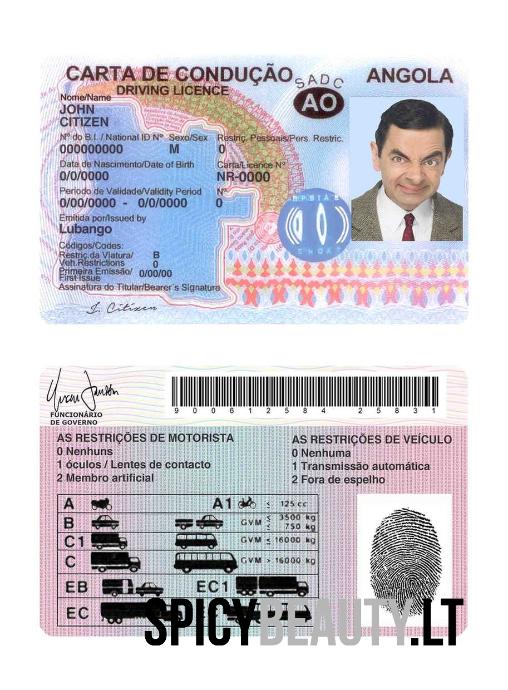 CARTA DE CONDUÇÃO SADC ANGOLA
DRIVING LICENCE AO
Nome/Name
JOHN
CITIZEN
Nº do B.I. / National ID Nº Sexo/Sex Restriç. Pessoais/Pers. Restric.
000000000 M 0
Data de Nascimento/Date of Birth Carta/Licence Nº
0/0/0000 NR-0000
Periodo de Validade/Validity Period Nº
0/00/0000 - 0/0/0000 0
Emitida por/Issued by
Lubango
Códigos/Codes:
Restriç.da Viatura/ B
Veh.Restrictions 0
Primeira Emissão/ 0/00/00
First Issue
Assinatura do Titular/Bearer's Signature
I. Citizen
FUNCIONÁRIO
DE GOVERNO
9 0 0 6 1 2 5 8 4 2 5 8 3 1
AS RESTRIÇÕES DE MOTORISTA
0 Nenhuns
1 óculos / Lentes de contacto
2 Membro artificial
AS RESTRIÇÕES DE VEÍCULO
0 Nenhuma
1 Transmissão automática
2 Fora de espelho
A A1 ≤ 125 cc
B GVM ≤ 3500 kg
≤ 750 kg
C1 GVM ≤ 16000 kg
C GVM > 16000 kg
EB EC1
EC
SPICYBEAUTY.LT